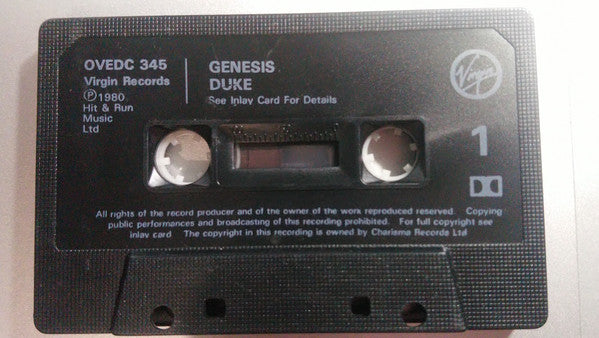 OVEDC 345
Virgin Records
℗1980
Hit & Run
Music
Ltd
GENESIS
DUKE
See Inlay Card For Details
Virgin
1
All rights of the record producer and of the owner of the work reproduced reserved. Copying
public performances and broadcasting of this recording prohibited. For full copyright see
inlay card The copyright in this recording is owned by Charisma Records Ltd